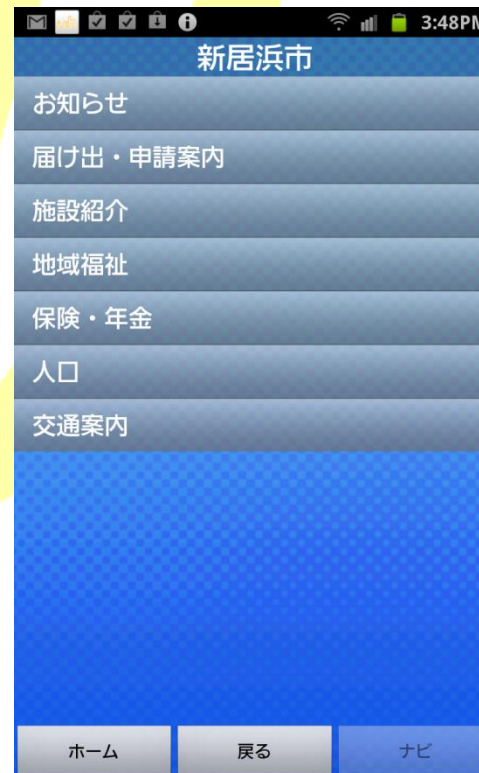 3:48PM
新居浜市
お知らせ
届け出・申請案内
施設紹介
地域福祉
保険・年金
人口
交通案内
ホーム
戻る
ナビ